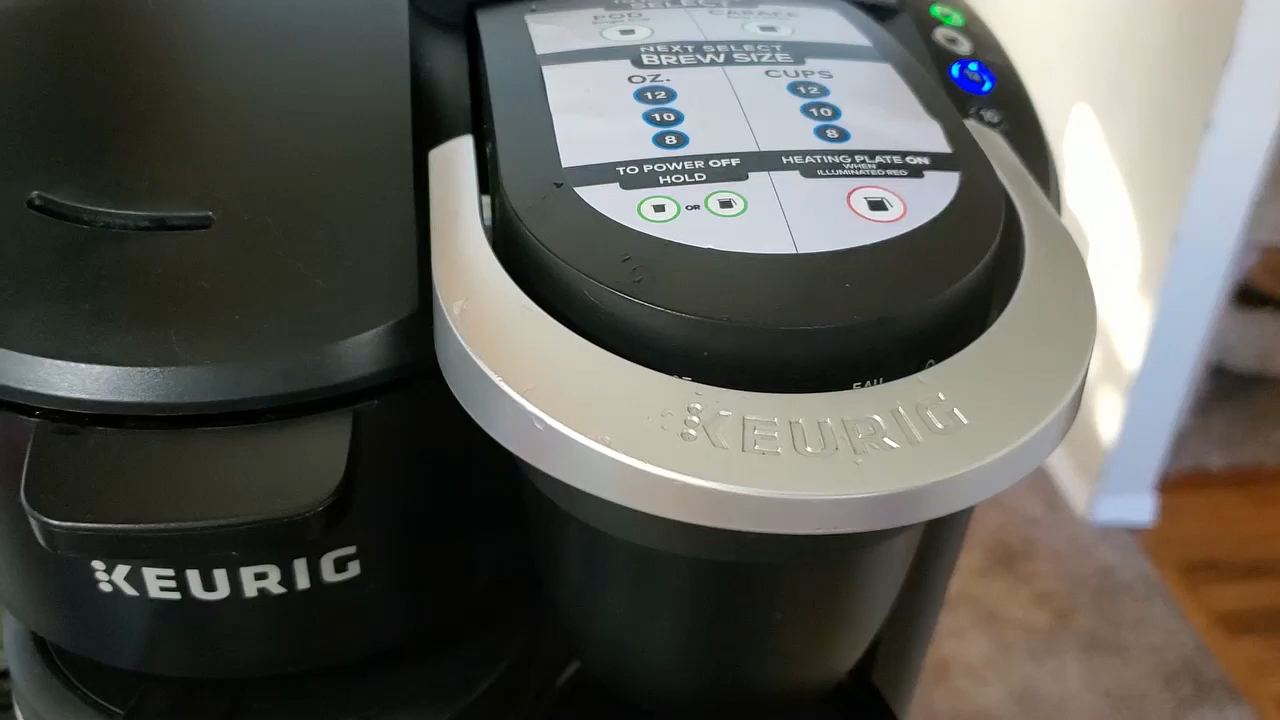 SELECT
POD
CARAFE
NEXT SELECT
BREW SIZE
OZ.
CUPS
12
12
10
10
8
8
TO POWER OFF
HOLD
HEATING PLATE ON
WHEN
ILLUMINATED RED
OR
KEURIG
KEURIG